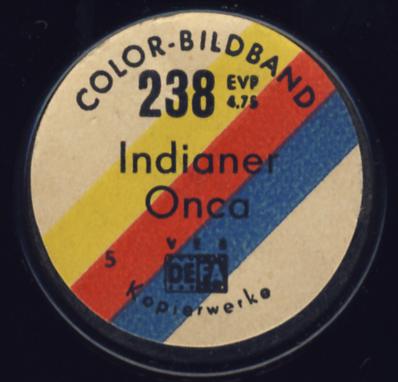 COLOR-BILDBAND
238 EVP 4,75
Indianer
Onca
5
VEB
DEFA
Kopierwerke